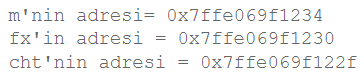 m'nin adresi= 0x7ffe069f1234
fx'in adresi = 0x7ffe069f1230
cht'nin adresi = 0x7ffe069f122f